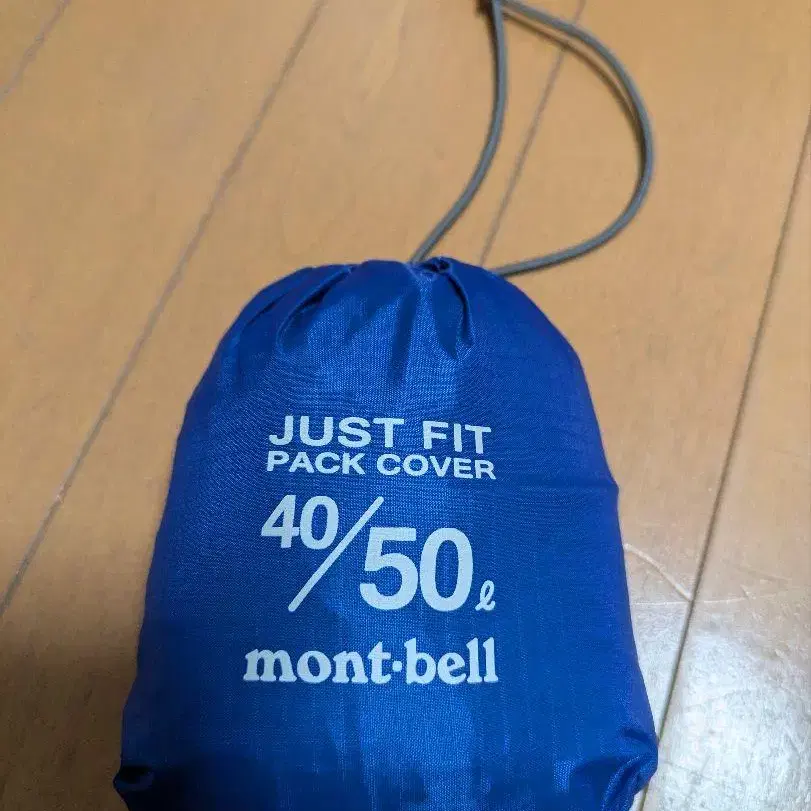 JUST FIT
PACK COVER
40/50ℓ
mont·bell